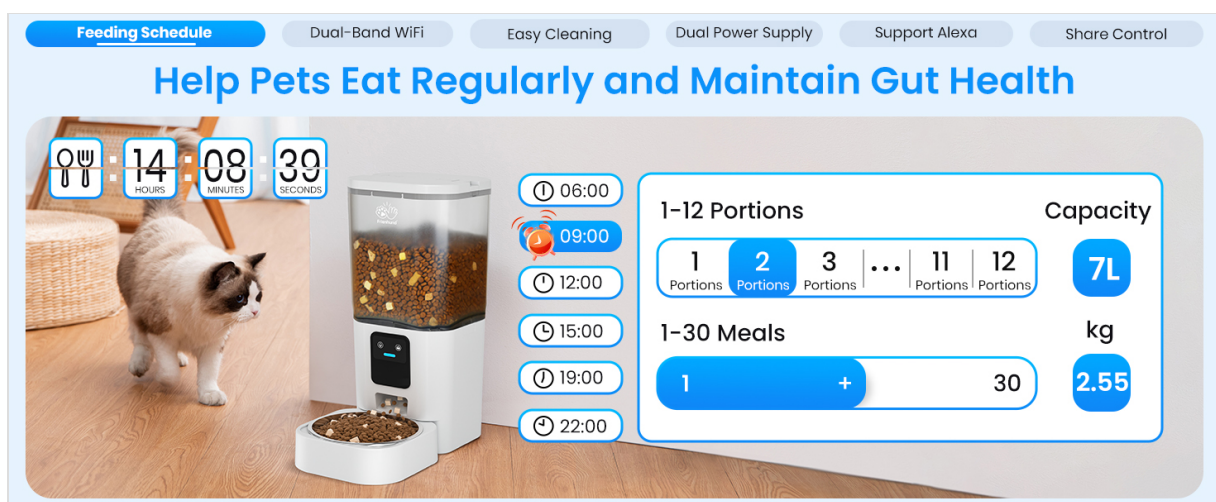 Feeding Schedule
Dual-Band WiFi
Easy Cleaning
Dual Power Supply
Support Alexa
Share Control
Help Pets Eat Regularly and Maintain Gut Health
14 : 08 : 39
HOURS MINUTES SECONDS
06:00
09:00
12:00
15:00
19:00
22:00
1-12 Portions
1 2 3 ... 11 12
Portions Portions Portions Portions Portions
1-30 Meals
1 + 30
Capacity
7L
kg
2.55